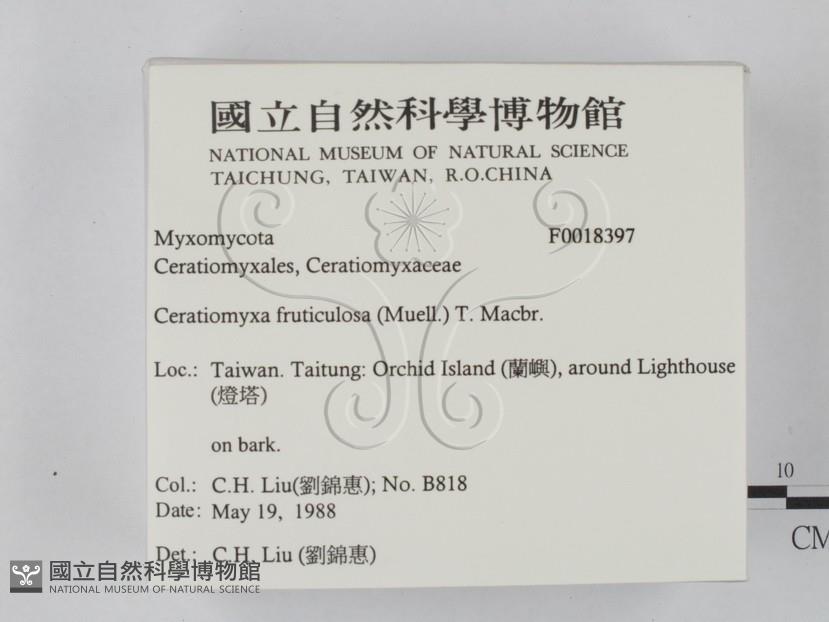 國立自然科學博物館
NATIONAL MUSEUM OF NATURAL SCIENCE
TAICHUNG, TAIWAN, R.O.CHINA
Myxomycota F0018397
Ceratiomyxales, Ceratiomyxaceae
Ceratiomyxa fruticulosa (Muell.) T. Macbr.
Loc.: Taiwan. Taitung: Orchid Island (蘭嶼), around Lighthouse
(燈塔)
on bark.
Col.: C.H. Liu(劉錦惠); No. B818
Date: May 19, 1988
Det.: C.H. Liu (劉錦惠)
10
CM
國立自然科學博物館
NATIONAL MUSEUM OF NATURAL SCIENCE